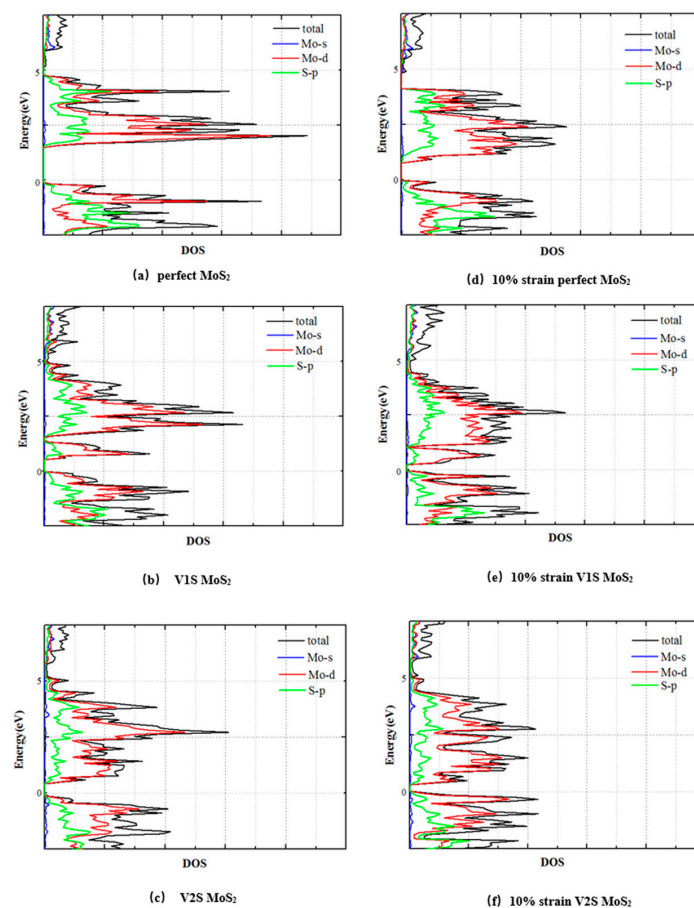 total
Mo-s
Mo-d
S-p
5
0
Energy(eV)
DOS
(a) perfect MoS₂
total
Mo-s
Mo-d
S-p
5
0
Energy(eV)
DOS
(d) 10% strain perfect MoS₂
total
Mo-s
Mo-d
S-p
5
0
Energy(eV)
DOS
(b) V1S MoS₂
total
Mo-s
Mo-d
S-p
5
0
Energy(eV)
DOS
(e) 10% strain V1S MoS₂
total
Mo-s
Mo-d
S-p
5
0
Energy(eV)
DOS
(c) V2S MoS₂
total
Mo-s
Mo-d
S-p
5
0
Energy(eV)
DOS
(f) 10% strain V2S MoS₂